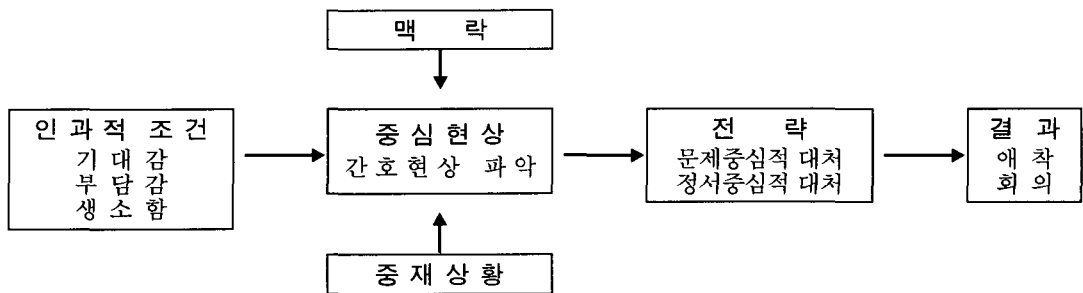 맥 락
인 과 적 조 건
기 대 감
부 담 감
생 소 함
중 심 현 상
간 호 현 상 파 악
전 략
문제중심적 대처
정서중심적 대처
결 과
애 착
회 의
중 재 상 황